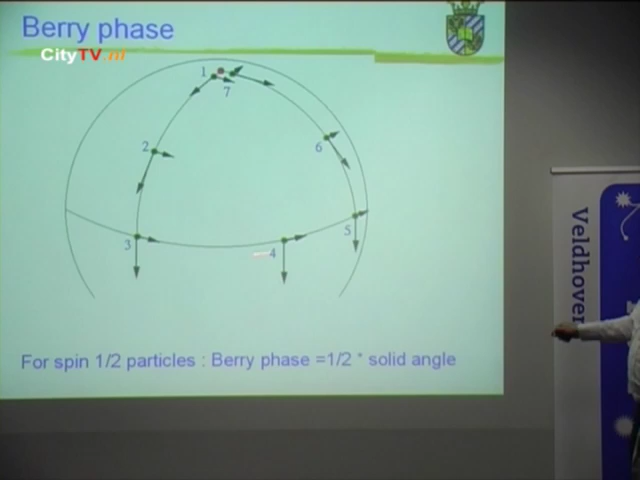 Berry phase
CityTV.nl
1
7
2
6
3
4
5
For spin 1/2 particles : Berry phase =1/2 * solid angle
Veldhoven